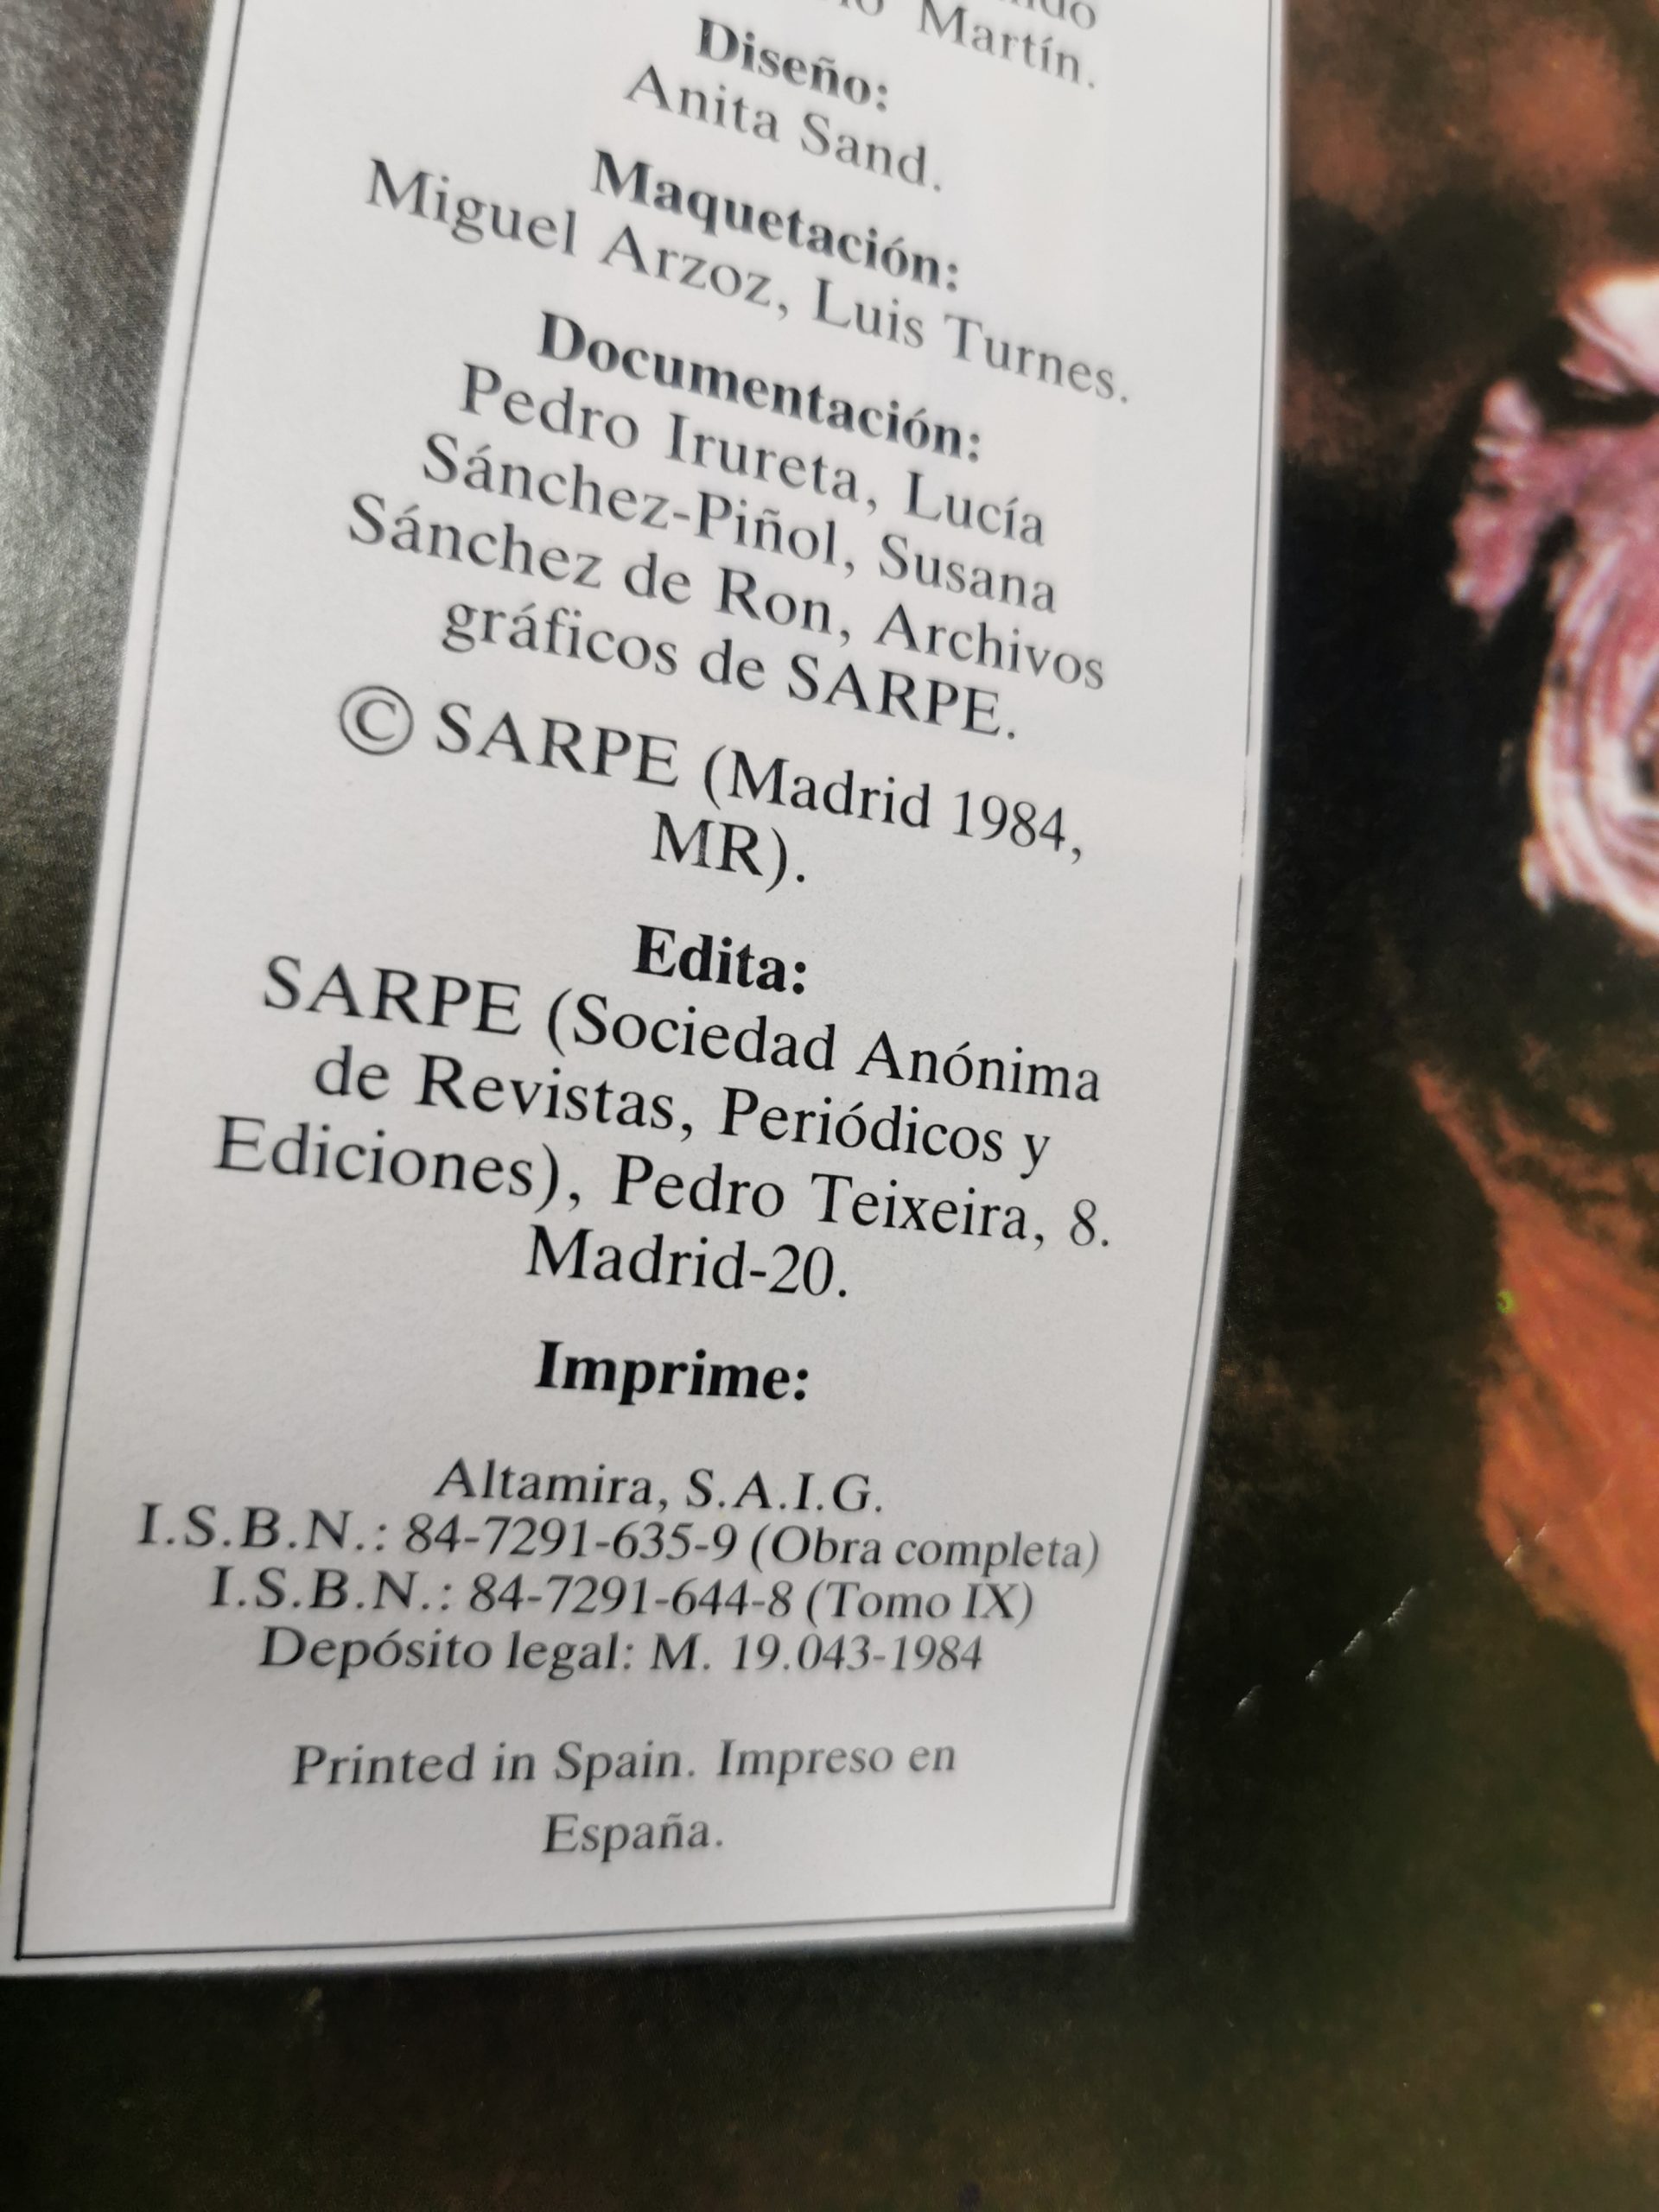 Martín.
Diseño:
Anita Sand.
Maquetación:
Miguel Arzoz, Luis Turnes.
Documentación:
Pedro Irureta, Lucía
Sánchez-Piñol, Susana
Sánchez de Ron, Archivos
gráficos de SARPE.
© SARPE (Madrid 1984,
MR).
Edita:
SARPE (Sociedad Anónima
de Revistas, Periódicos y
Ediciones), Pedro Teixeira, 8.
Madrid-20.
Imprime:
Altamira, S.A.I.G.
I.S.B.N.: 84-7291-635-9 (Obra completa)
I.S.B.N.: 84-7291-644-8 (Tomo IX)
Depósito legal: M. 19.043-1984
Printed in Spain. Impreso en
España.